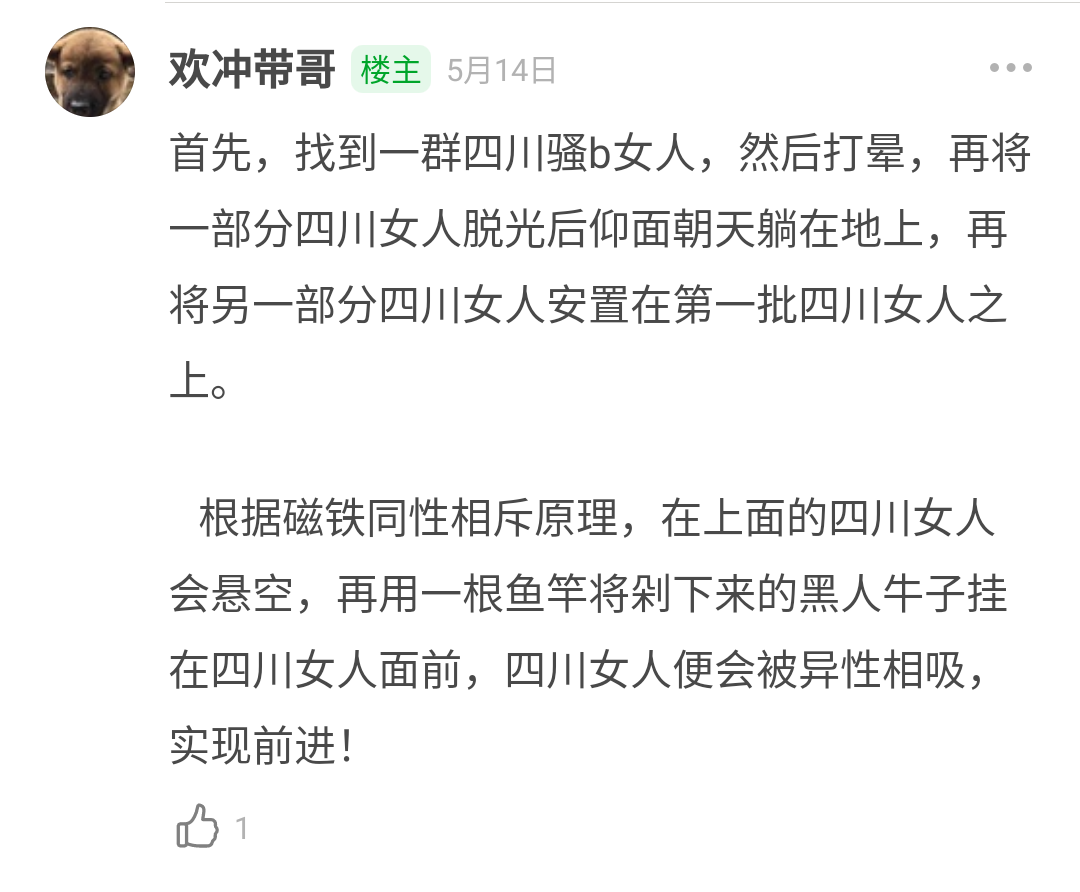 欢冲带哥 楼主 5月14日
首先，找到一群四川骚b女人，然后打晕，再将
一部分四川女人脱光后仰面朝天躺在地上，再
将另一部分四川女人安置在第一批四川女人之
上。
根据磁铁同性相斥原理，在上面的四川女人
会悬空，再用一根鱼竿将剁下来的黑人牛子挂
在四川女人面前，四川女人便会被异性相吸，
实现前进！
1